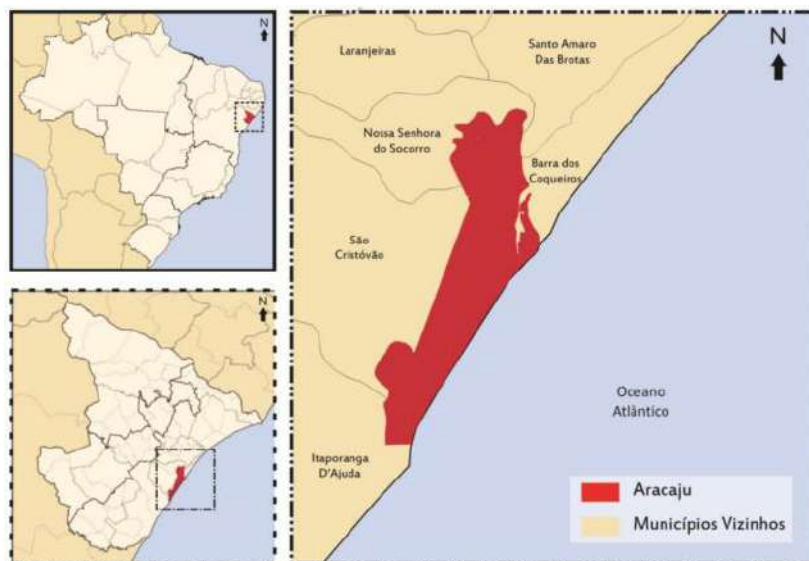 N
N
N
Laranjeiras
Santo Amaro
Das Brotas
Nossa Senhora
do Socorro
Barra dos
Coqueiros
São
Cristóvão
Oceano
Atlântico
Itaporanga
D'Ajuda
Aracaju
Municípios Vizinhos